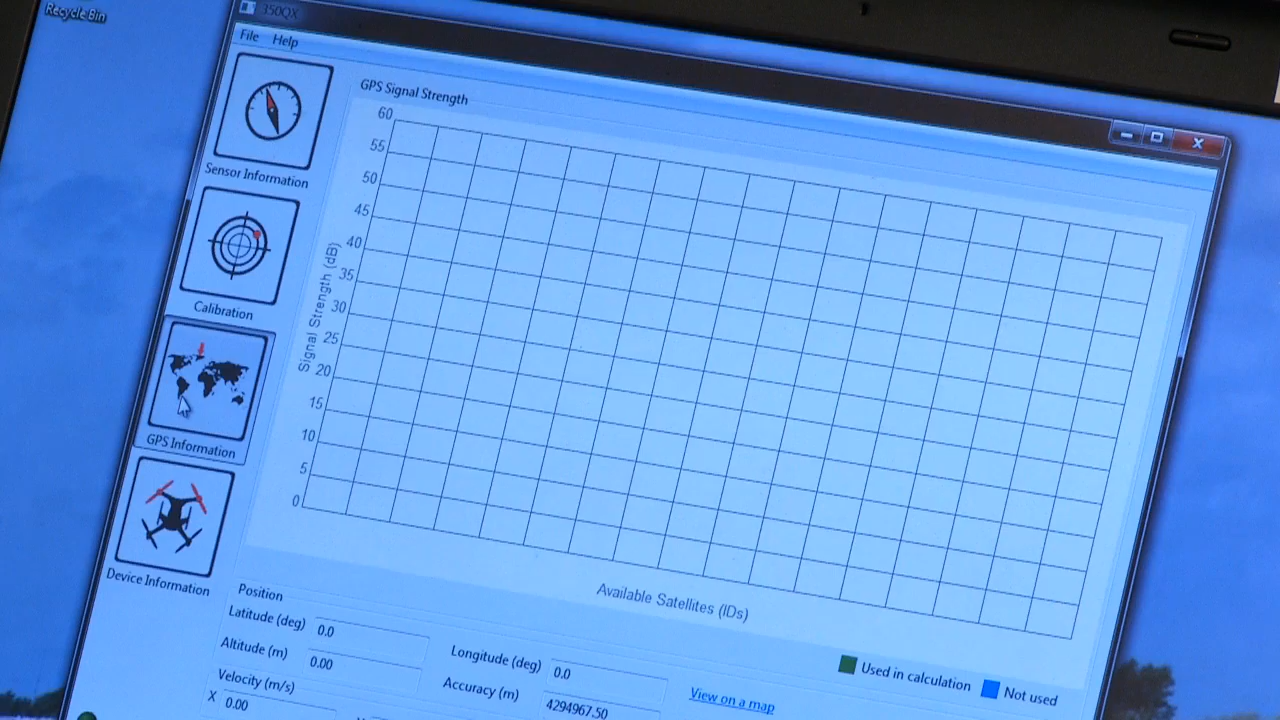 Recycle Bin
350QX
File Help
Sensor Information
Calibration
GPS Information
Device Information
GPS Signal Strength
60
55
50
45
40
35
30
25
20
15
10
5
0
Signal Strength (dB)
Available Satellites (IDs)
Position
Latitude (deg) 0.0
Longitude (deg) 0.0
Altitude (m) 0.00
Accuracy (m) 4294967.50
View on a map
Used in calculation
Not used
Velocity (m/s)
X 0.00